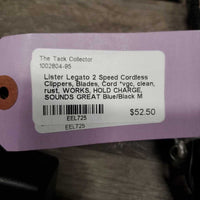 The Tack Collector
1002804-95
Lister Legato 2 Speed Cordless
Clippers, Blades, Cord *vgc, clean,
rust, WORKS, HOLD CHARGE,
SOUNDS GREAT Blue/Black M
$52.50
EEL725
EEL725